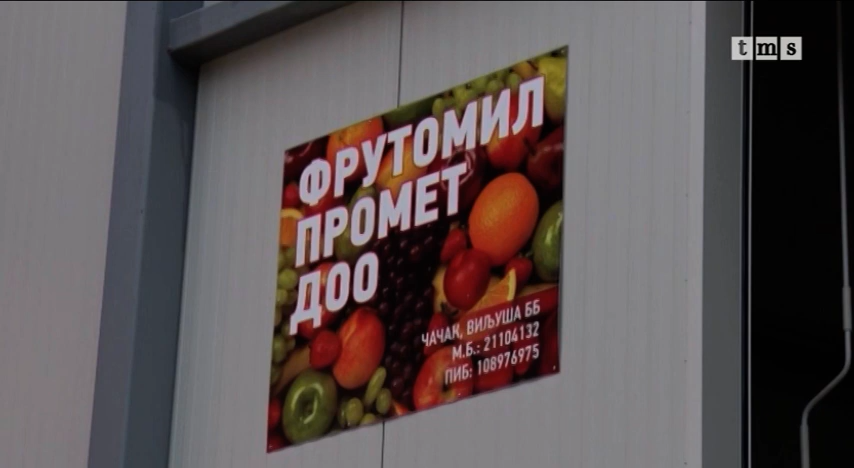 tms
ФРУТОМИЛ
ПРОМЕТ
ДОО
ЧАЧАК, ВИЉУША ББ
М.Б.: 21104132
ПИБ: 108976975